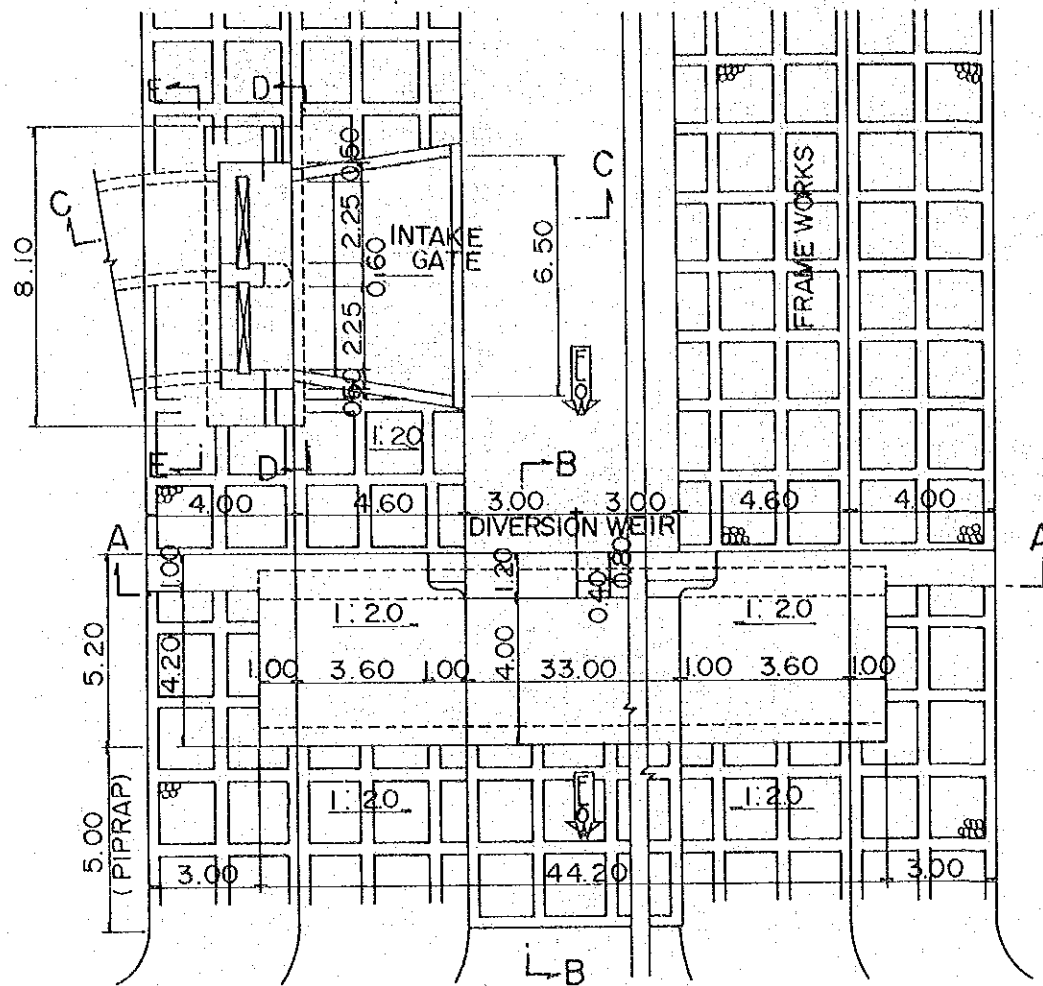 E
D
0.50
C
C
2.25
8.10
INTAKE
GATE
0.60
6.50
FRAME WORKS
2.25
FLOW
0.50
1:20
E
D
B
4.00
4.60
3.00
3.00
4.60
4.00
DIVERSION WEIR
A
A
1.00
1.20
0.40
0.80
1:2.0
1:2.0
5.20
4.20
4.00
1.00
3.60
1.00
33.00
1.00
3.60
1.00
1:2.0
FLOW
1:2.0
5.00
(PIPRAP)
3.00
44.20
3.00
B